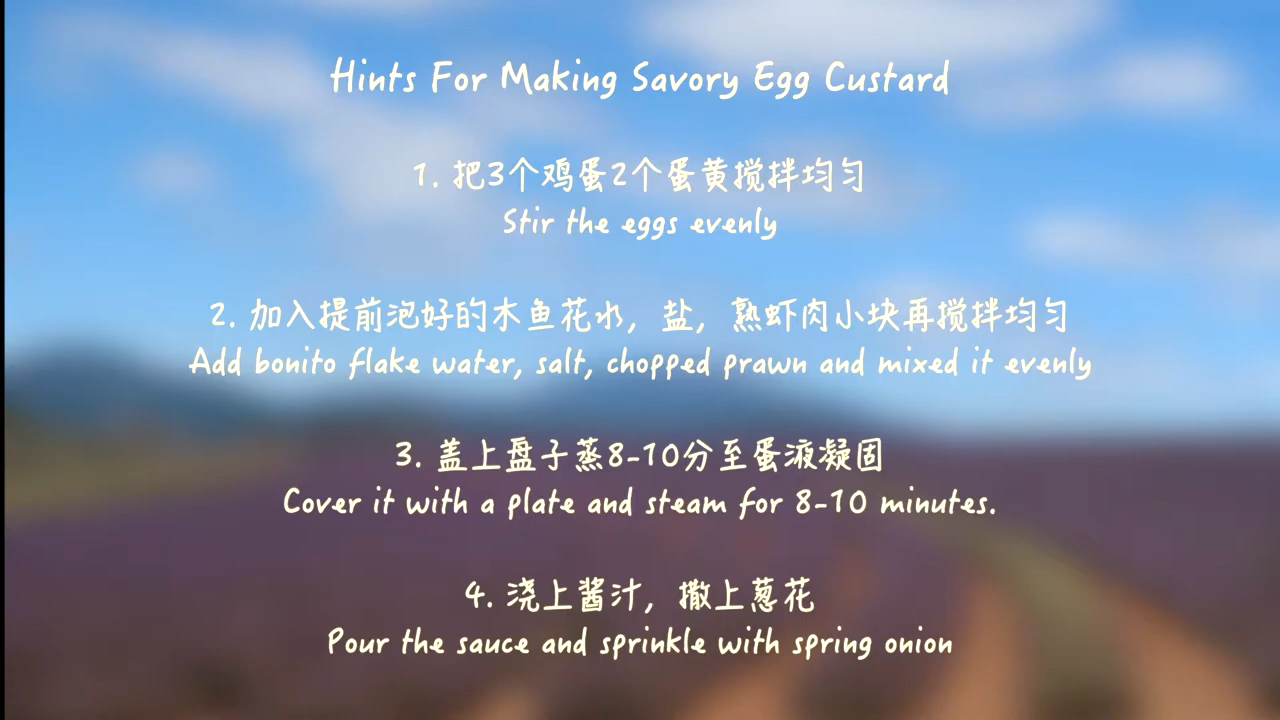 Hints For Making Savory Egg Custard
1. 把3个鸡蛋2个蛋黄搅拌均匀
Stir the eggs evenly
2. 加入提前泡好的木鱼花水, 盐, 熟虾肉小块再搅拌均匀
Add bonito flake water, salt, chopped prawn and mixed it evenly
3. 盖上盘子蒸8-10分至蛋液凝固
Cover it with a plate and steam for 8-10 minutes.
4. 浇上酱汁, 撒上葱花
Pour the sauce and sprinkle with spring onion